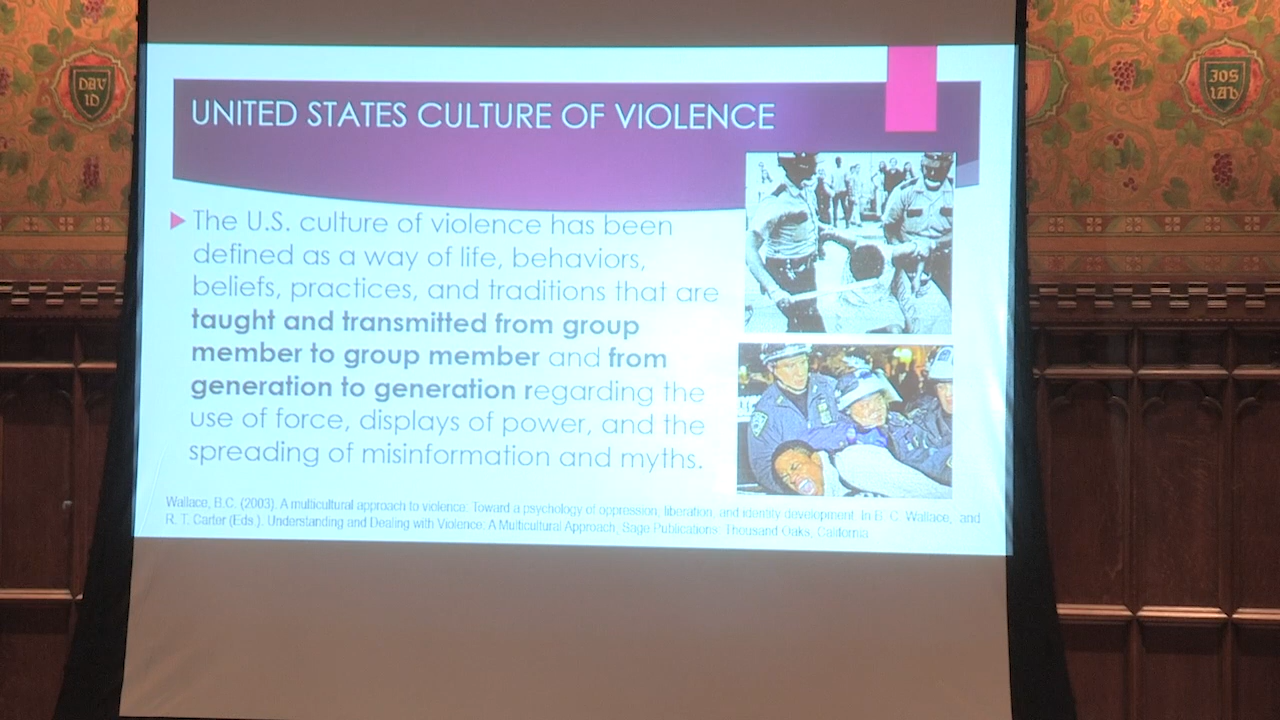 DAV
ID
JOS
IAH
UNITED STATES CULTURE OF VIOLENCE
The U.S. culture of violence has been
defined as a way of life, behaviors,
beliefs, practices, and traditions that are
taught and transmitted from group
member to group member and from
generation to generation regarding the
use of force, displays of power, and the
spreading of misinformation and myths.
Wallace, B.C. (2003). A multicultural approach to violence: Toward a psychology of oppression, liberation, and identity development. In B. C. Wallace, and
R. T. Carter (Eds.). Understanding and Dealing with Violence: A Multicultural Approach, Sage Publications: Thousand Oaks, California